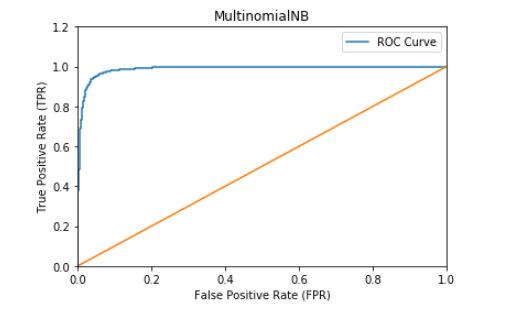 MultinomialNB
ROC Curve
True Positive Rate (TPR)
1.2
1.0
0.8
0.6
0.4
0.2
0.0
0.0 0.2 0.4 0.6 0.8 1.0
False Positive Rate (FPR)